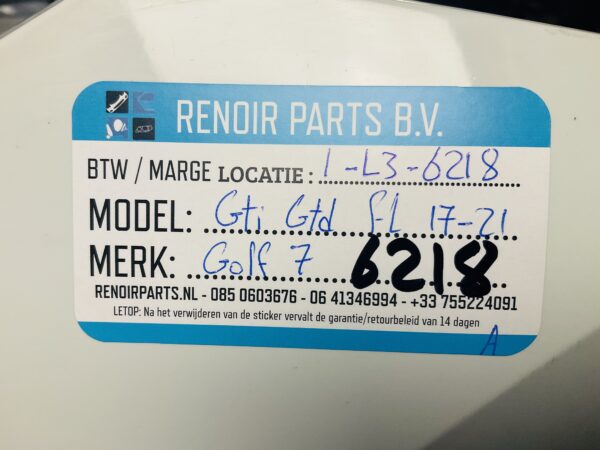 RENOIR PARTS B.V.
BTW / MARGE LOCATIE : 1-L3-6218
MODEL: Gti Gtd fL 17-21
MERK: Golf 7 6218
RENOIRPARTS.NL - 085 0603676 - 06 41346994 - +33 755224091
LETOP: Na het verwijderen van de sticker vervalt de garantie/retourbeleid van 14 dagen
A